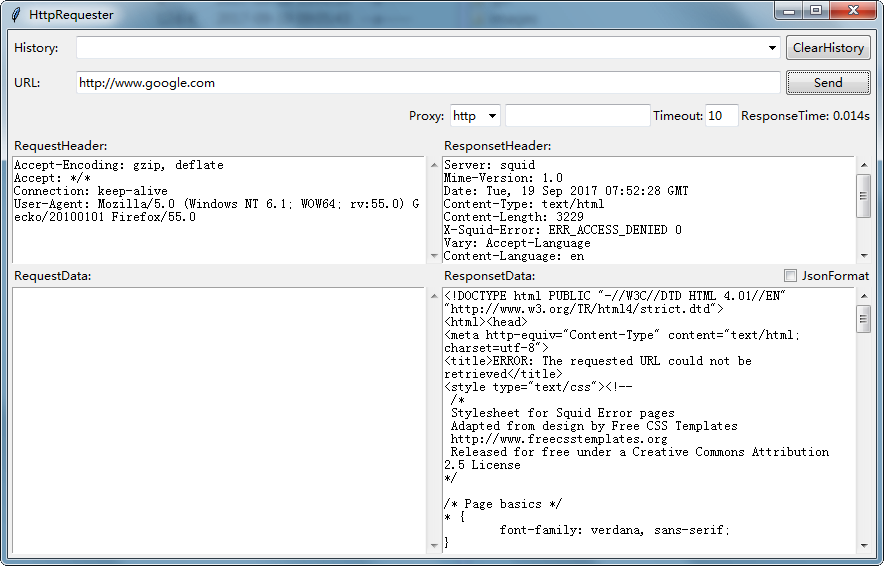 HttpRequester
History:
ClearHistory
URL:
http://www.google.com
Send
Proxy:
http
Timeout:
10
ResponseTime: 0.014s
RequestHeader:
Accept-Encoding: gzip, deflate
Accept: */*
Connection: keep-alive
User-Agent: Mozilla/5.0 (Windows NT 6.1; WOW64; rv:55.0) G
ecko/20100101 Firefox/55.0
ResponsetHeader:
Server: squid
Mime-Version: 1.0
Date: Tue, 19 Sep 2017 07:52:28 GMT
Content-Type: text/html
Content-Length: 3229
X-Squid-Error: ERR_ACCESS_DENIED 0
Vary: Accept-Language
Content-Language: en
RequestData:
ResponsetData:
JsonFormat
<!DOCTYPE html PUBLIC "-//W3C//DTD HTML 4.01//EN"
"http://www.w3.org/TR/html4/strict.dtd">
<html><head>
<meta http-equiv="Content-Type" content="text/html;
charset=utf-8">
<title>ERROR: The requested URL could not be
retrieved</title>
<style type="text/css"><!--
/*
Stylesheet for Squid Error pages
Adapted from design by Free CSS Templates
http://www.freecsstemplates.org
Released for free under a Creative Commons Attribution
2.5 License
*/
/* Page basics */
* {
font-family: verdana, sans-serif;
}